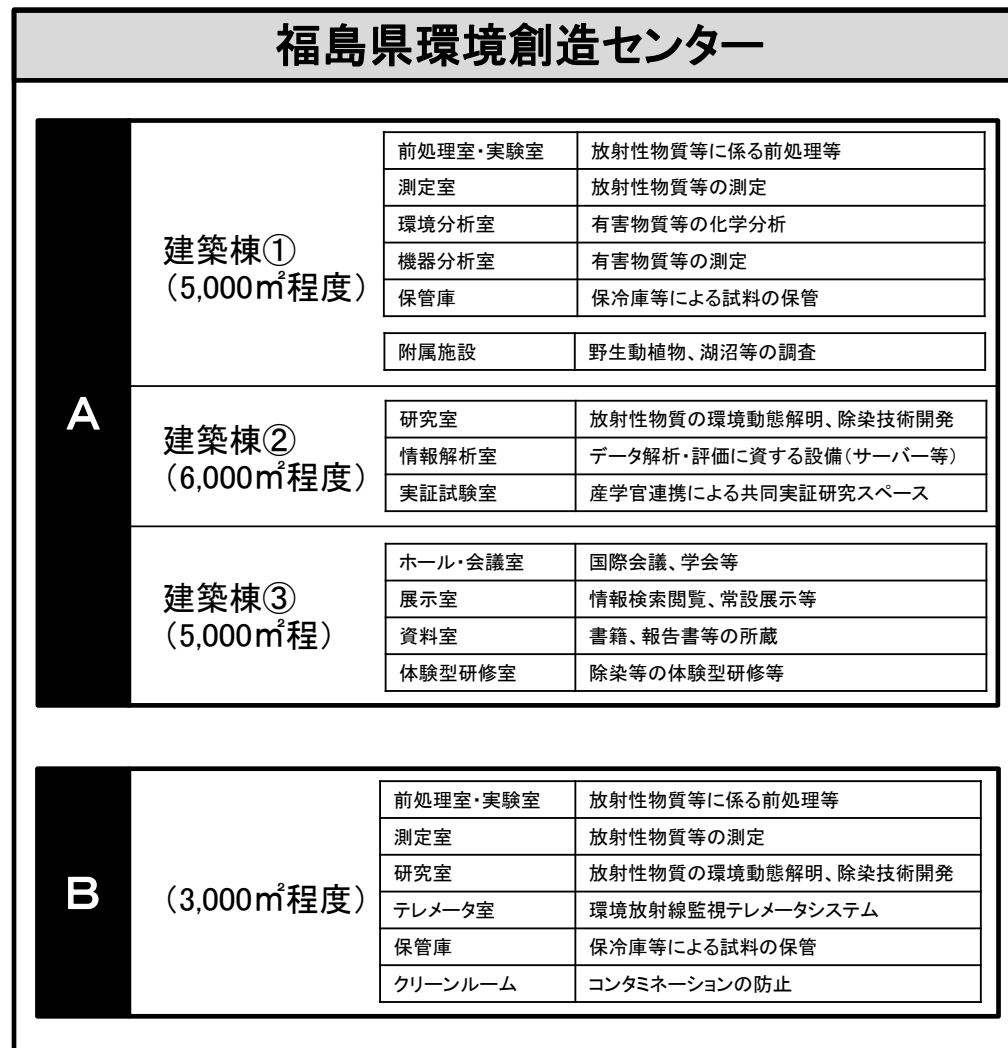 福島県環境創造センター
A
建築棟①
(5,000㎡程度)
前処理室・実験室 放射性物質等に係る前処理等
測定室 放射性物質等の測定
環境分析室 有害物質等の化学分析
機器分析室 有害物質等の測定
保管庫 保冷庫等による試料の保管
附属施設 野生動植物、湖沼等の調査
建築棟②
(6,000㎡程度)
研究室 放射性物質の環境動態解明、除染技術開発
情報解析室 データ解析・評価に資する設備(サーバー等)
実証試験室 産学官連携による共同実証研究スペース
建築棟③
(5,000㎡程)
ホール・会議室 国際会議、学会等
展示室 情報検索閲覧、常設展示等
資料室 書籍、報告書等の所蔵
体験型研修室 除染等の体験型研修等
B
(3,000㎡程度)
前処理室・実験室 放射性物質等に係る前処理等
測定室 放射性物質等の測定
研究室 放射性物質の環境動態解明、除染技術開発
テレメータ室 環境放射線監視テレメータシステム
保管庫 保冷庫等による試料の保管
クリーンルーム コンタミネーションの防止